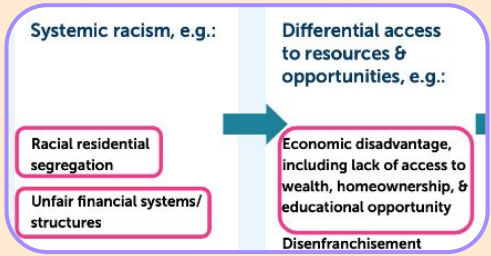 Systemic racism, e.g.:
Racial residential
segregation
Unfair financial systems/
structures
Differential access
to resources &
opportunities, e.g.:
Economic disadvantage,
including lack of access to
wealth, homeownership, &
educational opportunity
Disenfranchisement